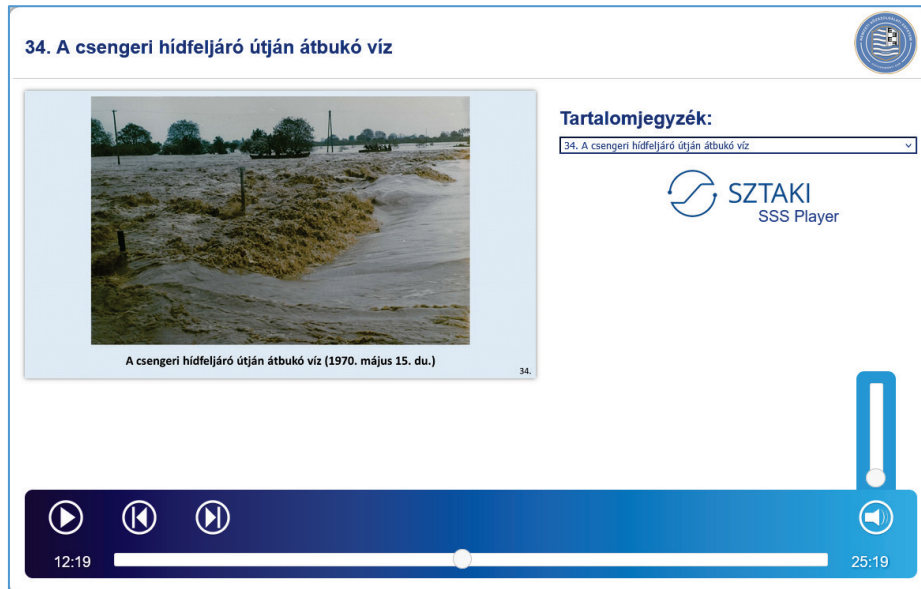 34. A csengeri hídfeljáró útján átbukó víz
Tartalomjegyzék:
34. A csengeri hídfeljáró útján átbukó víz
SZTAKI
SSS Player
A csengeri hídfeljáró útján átbukó víz (1970. május 15. du.)
34.
12:19
25:19